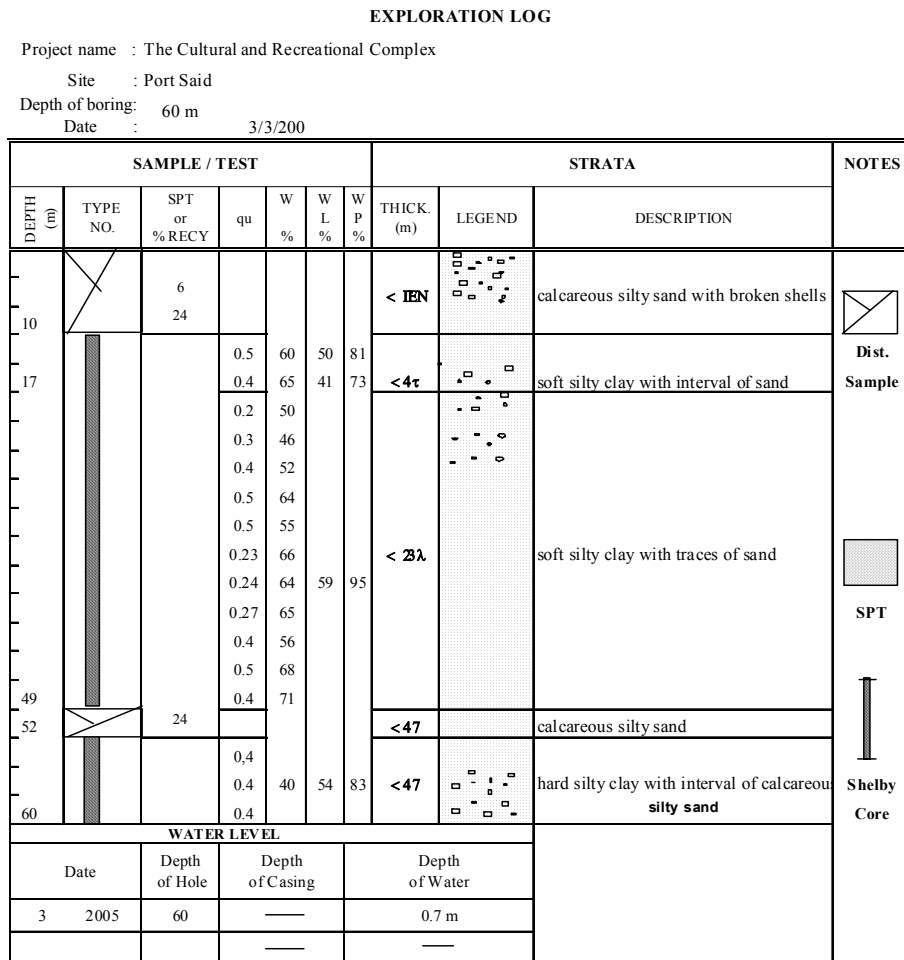 EXPLORATION LOG
Project name : The Cultural and Recreational Complex
Site : Port Said
Depth of boring: 60 m
Date : 3/3/200
SAMPLE / TEST STRATA NOTES
DEPTH (m) TYPE NO. SPT or % RECY qu W % W L % W P % THICK. (m) LEGEND DESCRIPTION
6
calcareous silty sand with broken shells
24
10
0.5 60 50 81 Dist.
17 0.4 65 41 73 <4τ soft silty clay with interval of sand Sample
0.2 50
0.3 46
0.4 52
0.5 64
0.5 55
0.23 66 soft silty clay with traces of sand
0.24 64 59 95
0.27 65 SPT
0.4 56
0.5 68
49 0.4 71
52 24 <47 calcareous silty sand
0,4
0.4 40 54 83 <47 hard silty clay with interval of calcareou Shelby
silty sand
60 0.4 Core
WATER LEVEL
Date Depth of Hole Depth of Casing Depth of Water
3 2005 60 — 0.7 m
— —